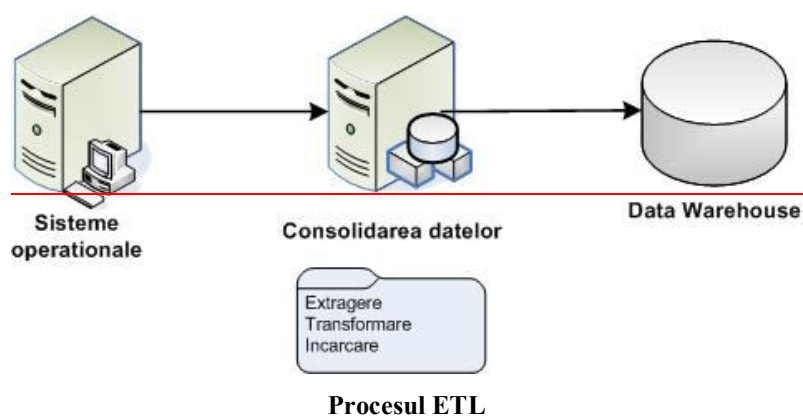 Sisteme
operationale
Consolidarea datelor
Data Warehouse
Extragere
Transformare
Incarcare
Procesul ETL